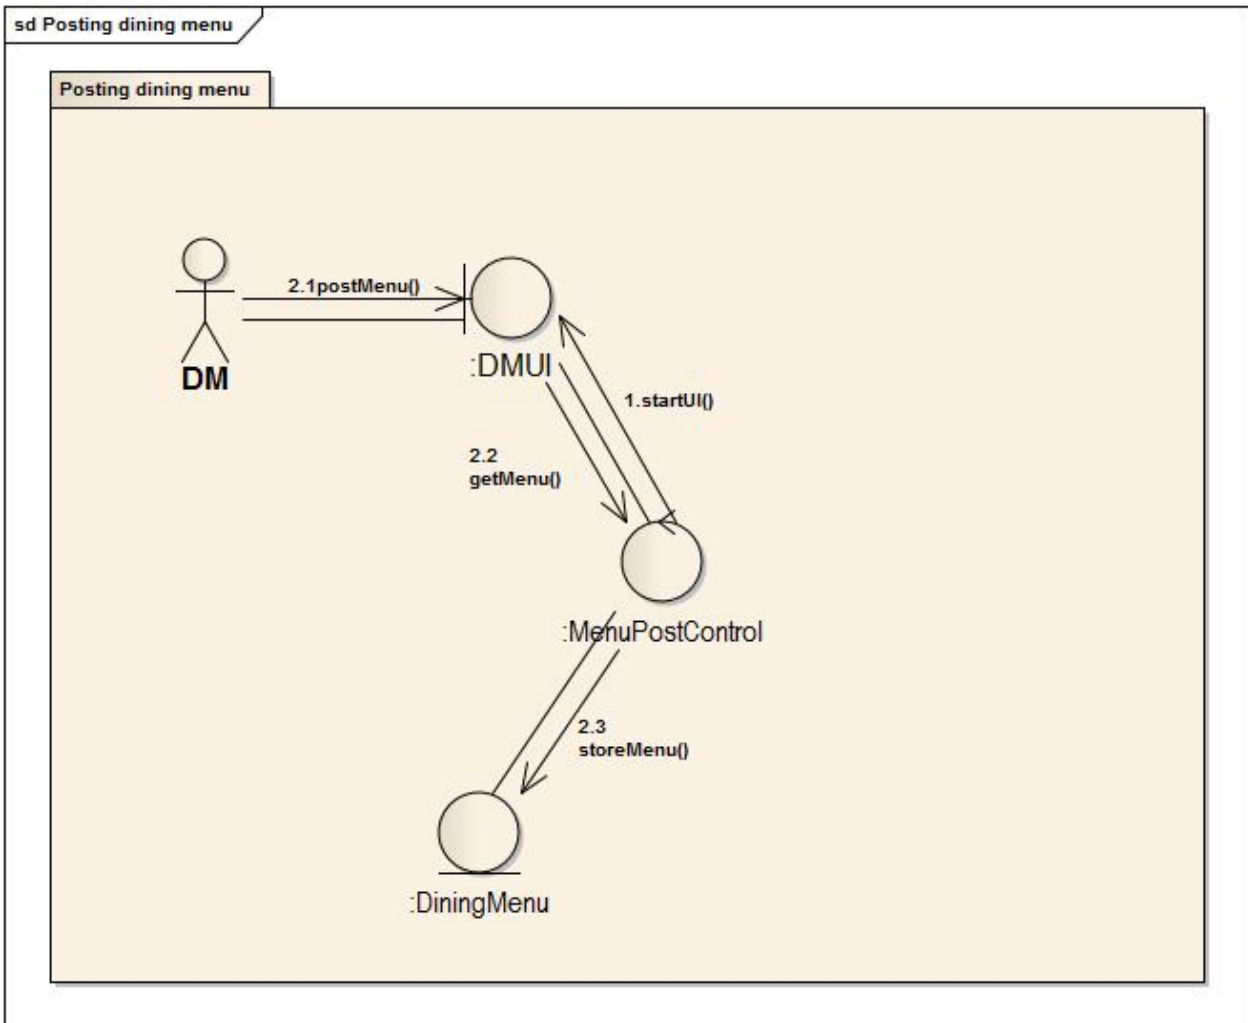 sd Posting dining menu
Posting dining menu
2.1postMenu()
DM
:DMUI
1.startUI()
2.2
getMenu()
:MenuPostControl
2.3
storeMenu()
:DiningMenu